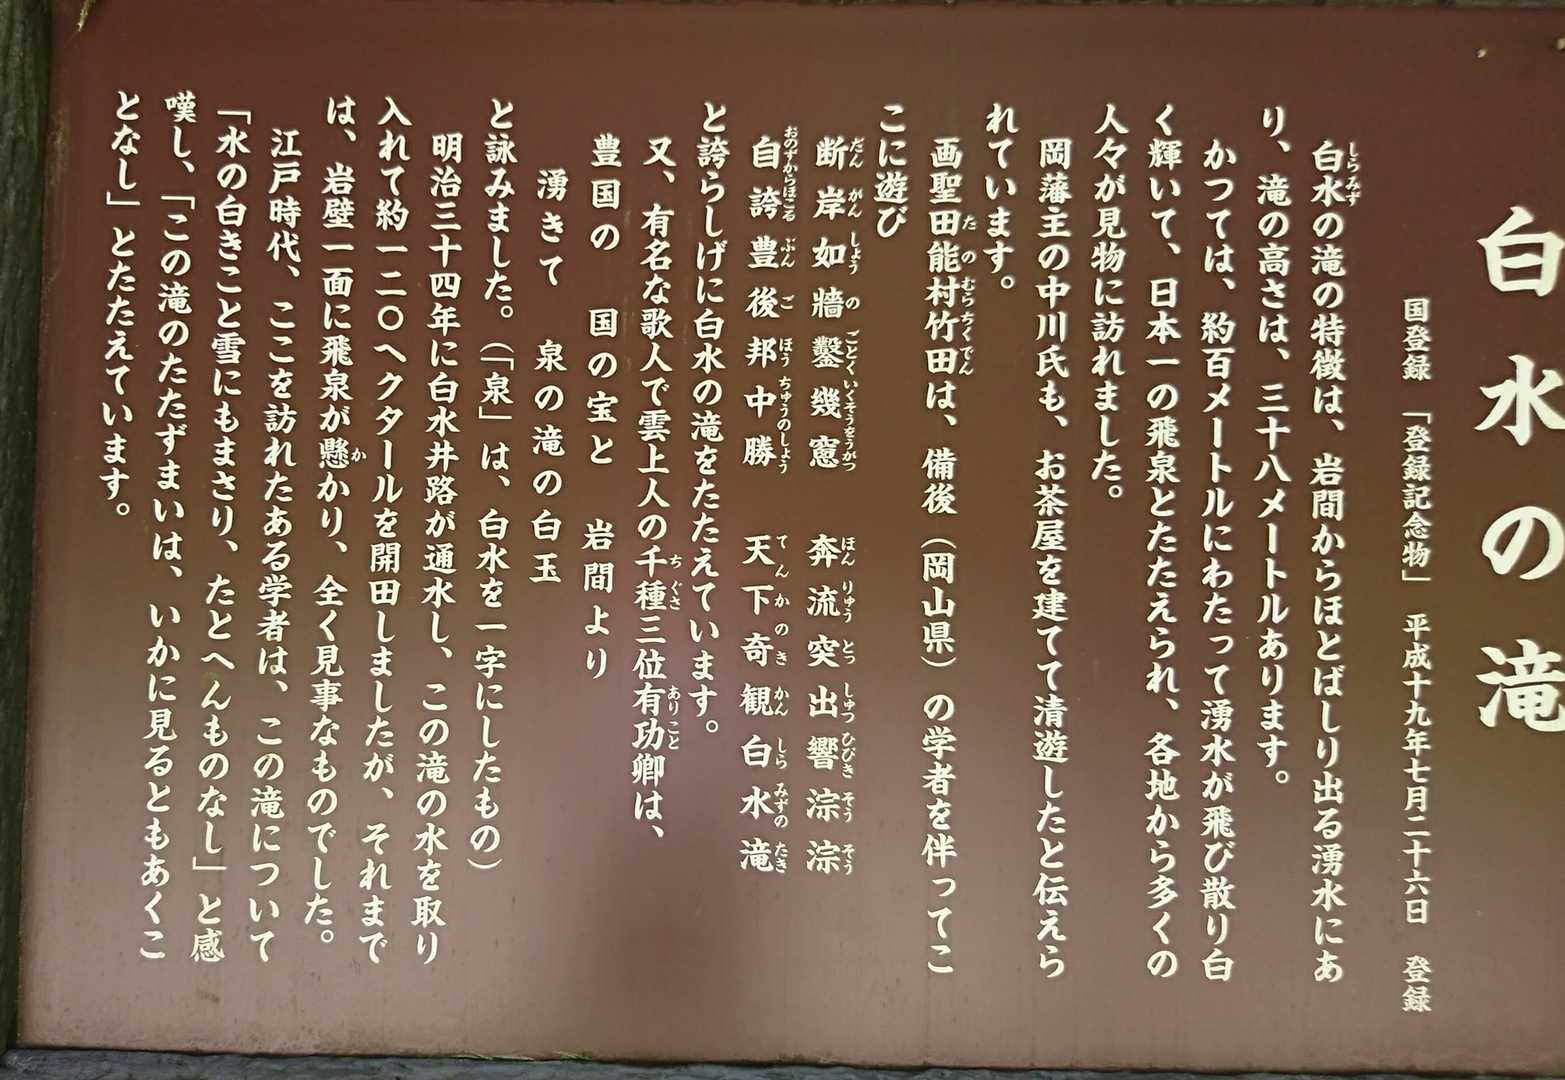 白水の滝
国登録 「登録記念物」 平成十九年七月二十六日 登録
白水の滝の特徴は、岩間からほとばしり出る湧水にあ
り、滝の高さは、三十八メートルあります。
かつては、約百メートルにわたって湧水が飛び散り白
く輝いて、日本一の飛泉とたたえられ、各地から多くの
人々が見物に訪れました。
岡藩主の中川氏も、お茶屋を建てて清遊したと伝えら
れています。
画聖田能村竹田は、備後（岡山県）の学者を伴ってこ
こに遊び
断岸如牆鑿幾窓 奔流突出響淙淙
自誇豊後邦中勝 天下奇観白水滝
と誇らしげに白水の滝をたたえています。
又、有名な歌人で雲上人の千種三位有功卿は、
豊国の 国の宝と 岩間より
湧きて 泉の滝の白玉
と詠みました。（「泉」は、白水を一字にしたもの）
明治三十四年に白水井路が通水し、この滝の水を取り
入れて約一二〇ヘクタールを開田しましたが、それまで
は、岩壁一面に飛泉が懸かり、全く見事なものでした。
江戸時代、ここを訪れたある学者は、この滝について
「水の白きこと雪にもまさり、たとへんものなし」と感
嘆し、「この滝のたたずまいは、いかに見るともあくこ
となし」とたたえています。